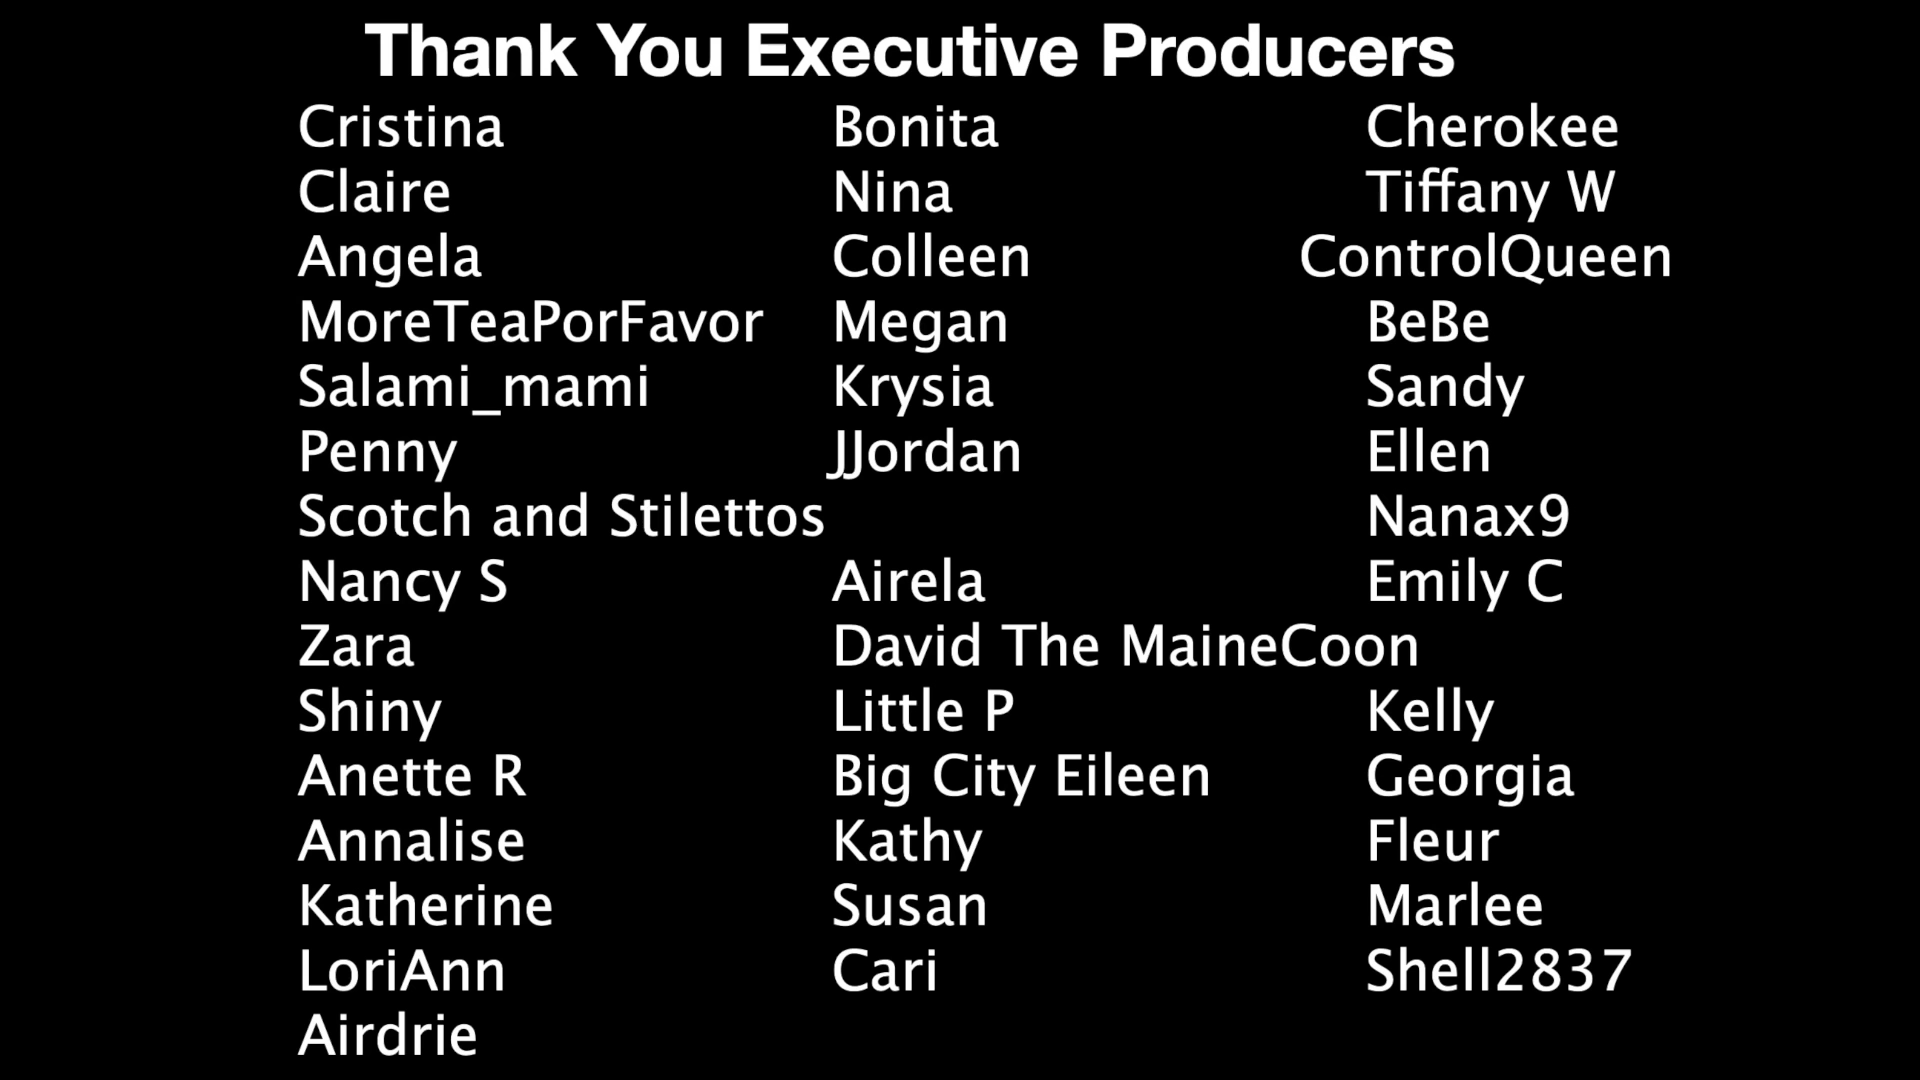 Thank You Executive Producers
Cristina Bonita Cherokee
Claire Nina Tiffany W
Angela Colleen ControlQueen
MoreTeaPorFavor Megan BeBe
Salami_mami Krysia Sandy
Penny JJordan Ellen
Scotch and Stilettos Nanax9
Nancy S Airela Emily C
Zara David The MaineCoon
Shiny Little P Kelly
Anette R Big City Eileen Georgia
Annalise Kathy Fleur
Katherine Susan Marlee
LoriAnn Cari Shell2837
Airdrie